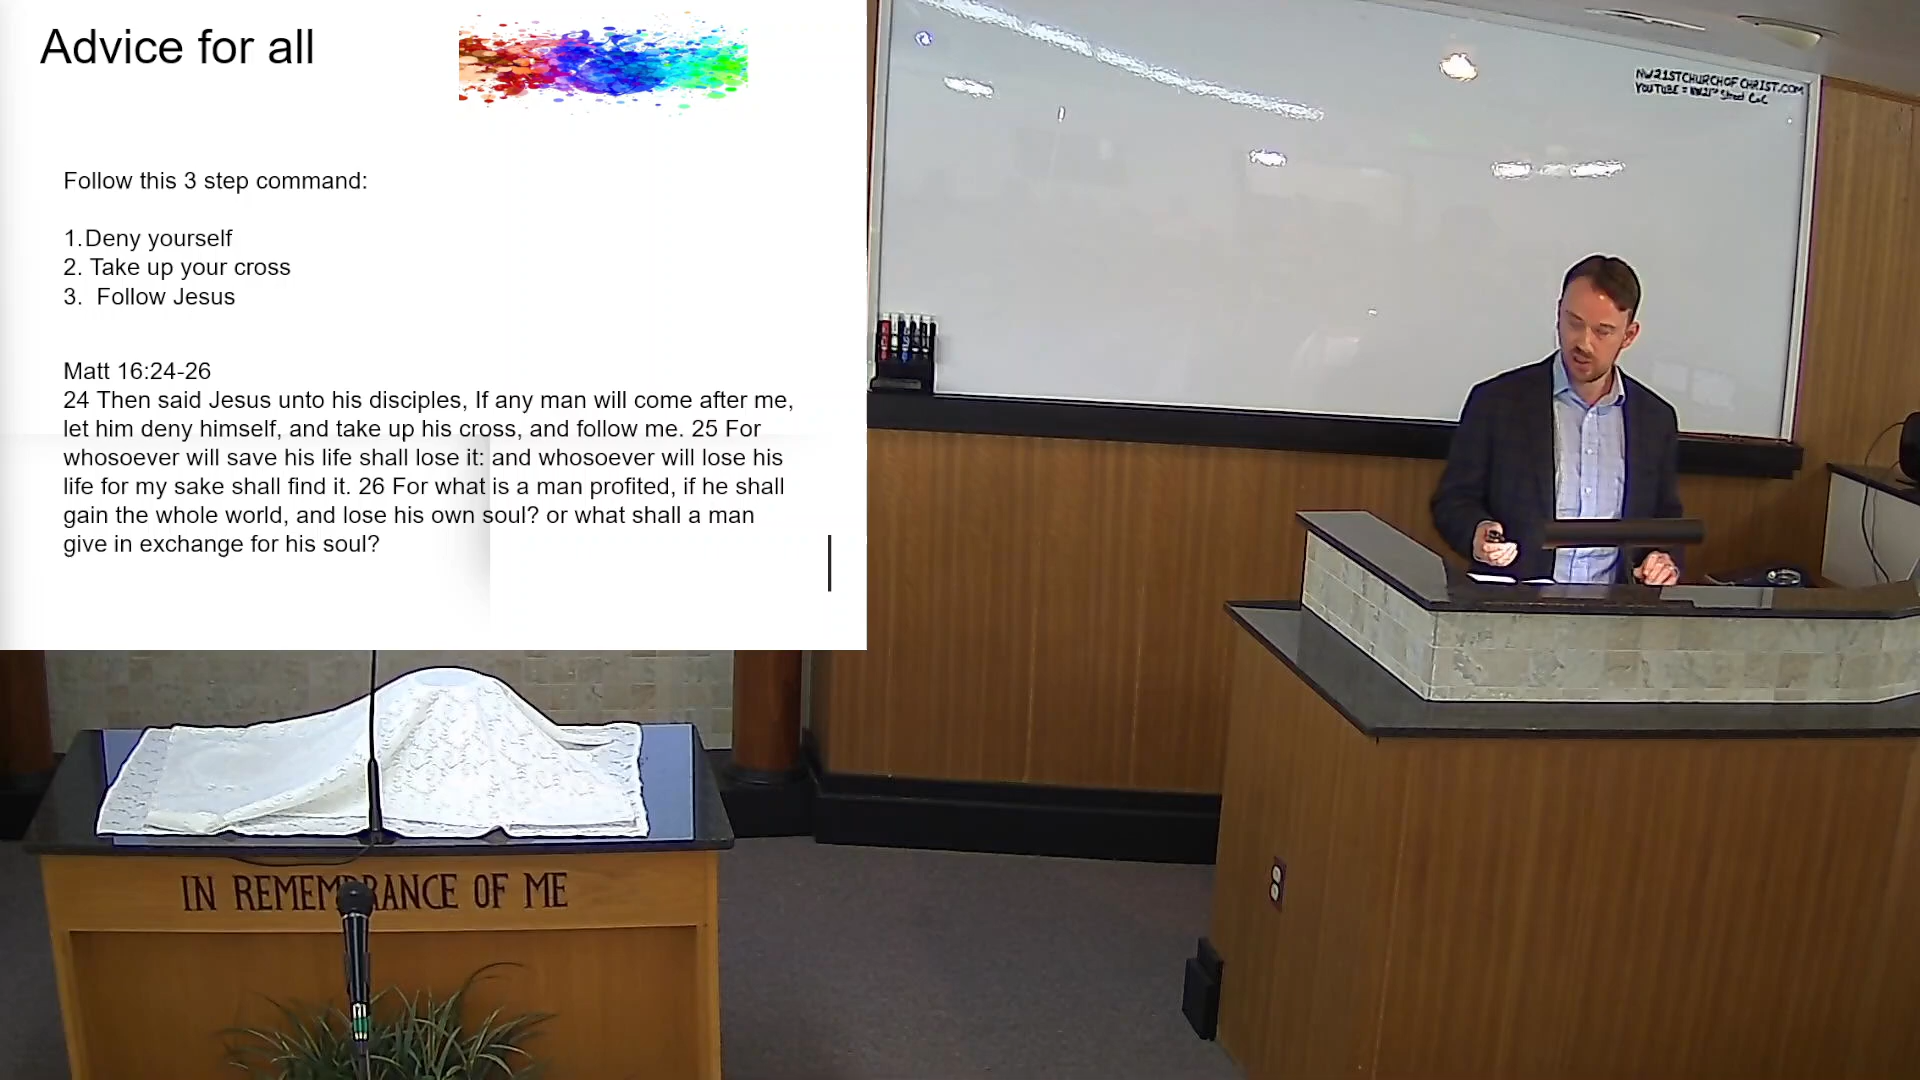 Advice for all
Follow this 3 step command:
1.Deny yourself
2. Take up your cross
3. Follow Jesus
Matt 16:24-26
24 Then said Jesus unto his disciples, If any man will come after me,
let him deny himself, and take up his cross, and follow me. 25 For
whosoever will save his life shall lose it: and whosoever will lose his
life for my sake shall find it. 26 For what is a man profited, if he shall
gain the whole world, and lose his own soul? or what shall a man
give in exchange for his soul?
NW21STCHURCHOFCHRIST.COM
YOUTUBE = NW21ST Street CoC
IN REMEMBRANCE OF ME